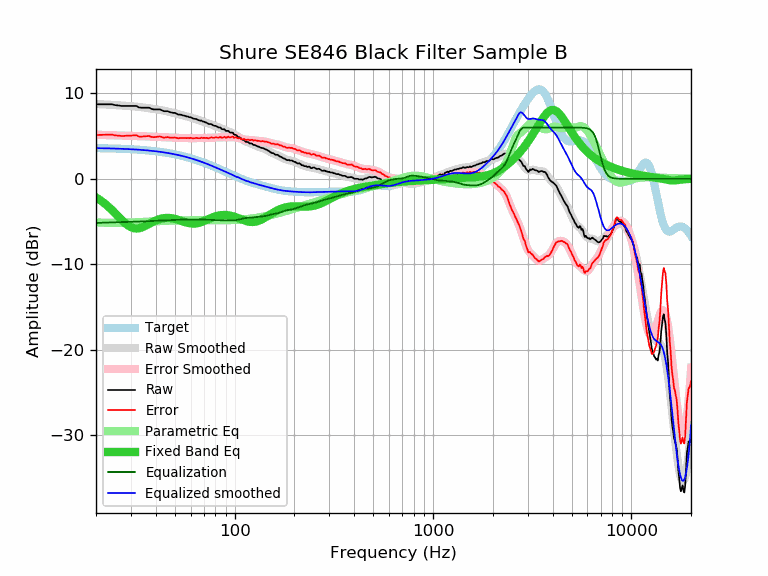 Shure SE846 Black Filter Sample B
10
0
−10
−20
−30
Amplitude (dBr)
Target
Raw Smoothed
Error Smoothed
Raw
Error
Parametric Eq
Fixed Band Eq
Equalization
Equalized smoothed
100
1000
10000
Frequency (Hz)